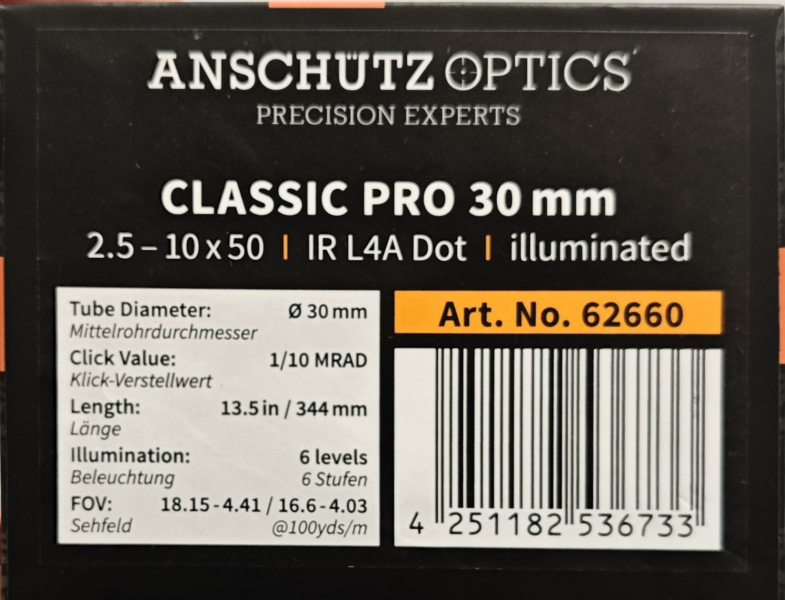 ANSCHÜTZ OPTICS
PRECISION EXPERTS
CLASSIC PRO 30 mm
2.5 – 10 x 50 | IR L4A Dot | illuminated
Tube Diameter: Ø 30 mm
Mittelrohrdurchmesser
Click Value: 1/10 MRAD
Klick-Verstellwert
Length: 13.5 in / 344 mm
Länge
Illumination: 6 levels
Beleuchtung 6 Stufen
FOV: 18.15 - 4.41 / 16.6 - 4.03
Sehfeld @100yds/m
Art. No. 62660
4 251182 536733